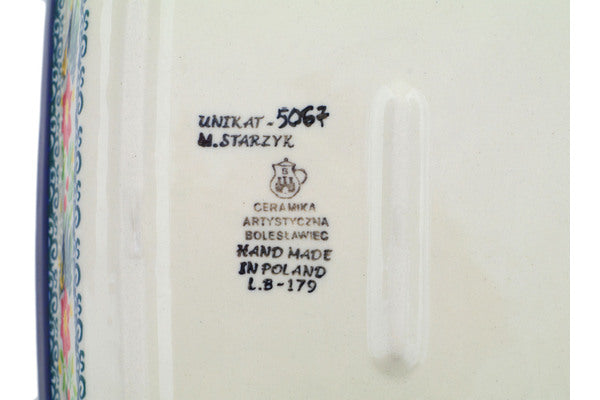 UNIKAT-5067
M.STARZYK
S
CERAMIKA
ARTYSTYCZNA
BOLESŁAWIEC
HAND MADE
IN POLAND
L.B-179